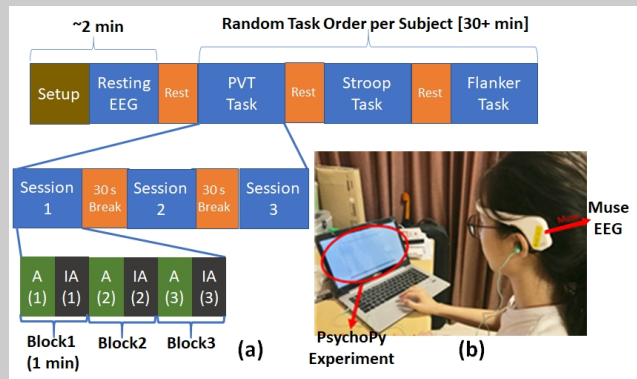 ~2 min
Random Task Order per Subject [30+ min]
Setup
Resting
EEG
Rest
PVT
Task
Rest
Stroop
Task
Rest
Flanker
Task
Session
1
30 s
Break
Session
2
30 s
Break
Session
3
A
(1)
IA
(1)
A
(2)
IA
(2)
A
(3)
IA
(3)
Block1
(1 min)
Block2
Block3
(a)
Muse
EEG
PsychoPy
Experiment
(b)